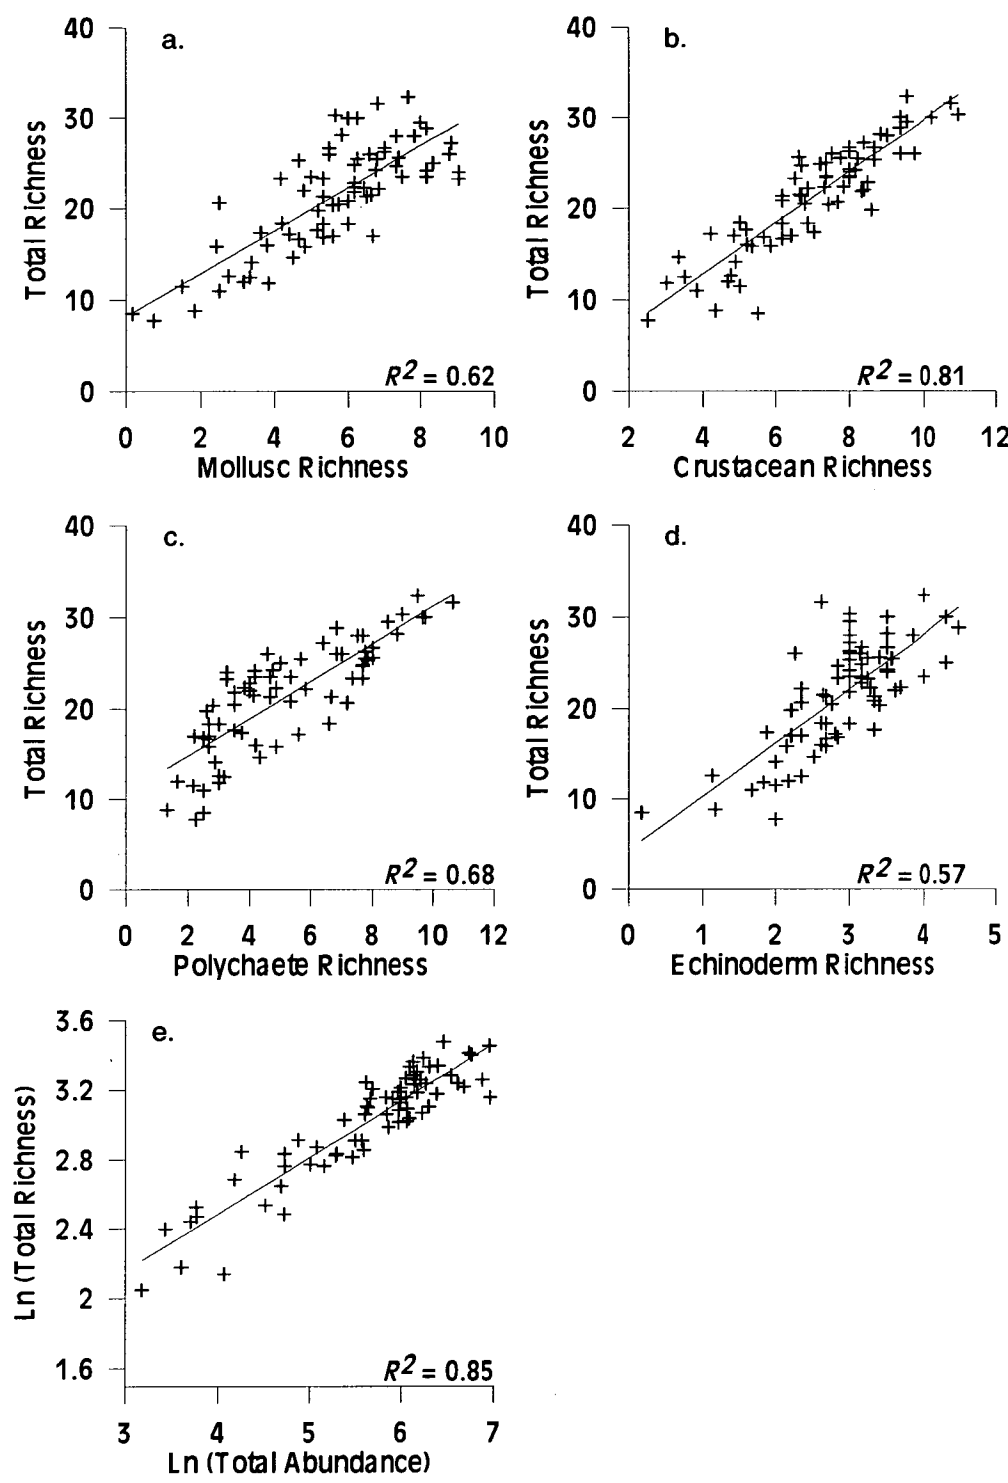 a.
40
30
20
10
0
Total Richness
R² = 0.62
0 2 4 6 8 10
Mollusc Richness
b.
40
30
20
10
0
Total Richness
R² = 0.81
2 4 6 8 10 12
Crustacean Richness
c.
40
30
20
10
0
Total Richness
R² = 0.68
0 2 4 6 8 10 12
Polychaete Richness
d.
40
30
20
10
0
Total Richness
R² = 0.57
0 1 2 3 4 5
Echinoderm Richness
e.
3.6
3.2
2.8
2.4
2
1.6
Ln (Total Richness)
R² = 0.85
3 4 5 6 7
Ln (Total Abundance)